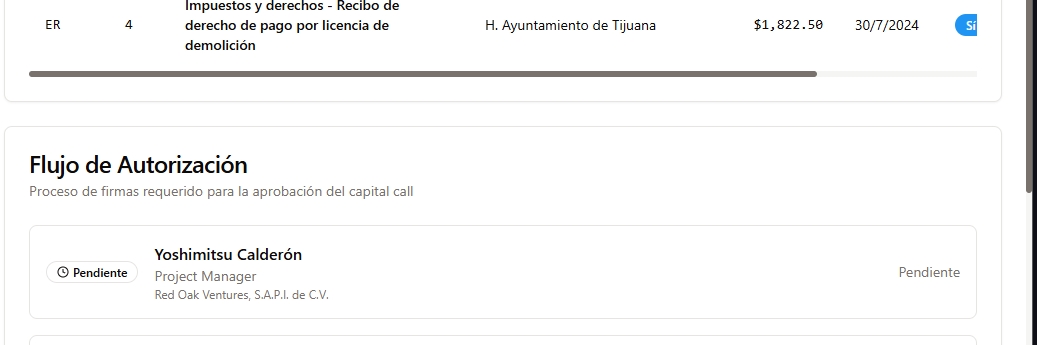 Impuestos y derechos - Recibo de
ER 4 derecho de pago por licencia de H. Ayuntamiento de Tijuana $1,822.50 30/7/2024 Sí
demolición
Flujo de Autorización
Proceso de firmas requerido para la aprobación del capital call
Yoshimitsu Calderón
Pendiente Project Manager Pendiente
Red Oak Ventures, S.A.P.I. de C.V.